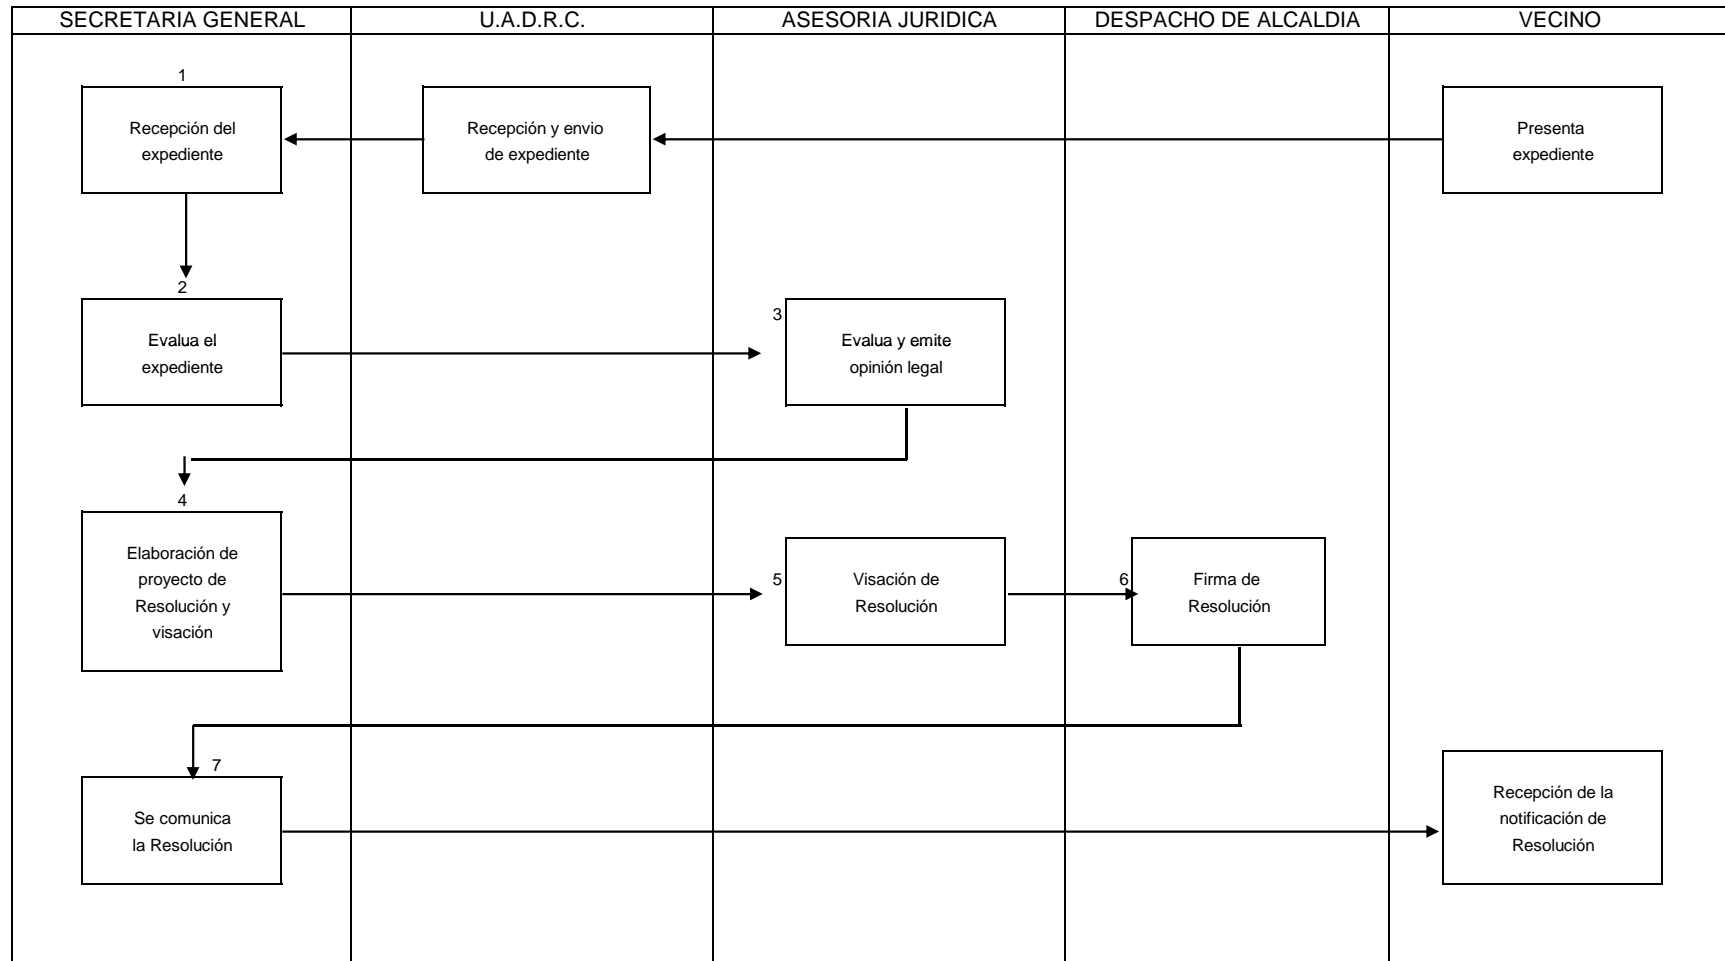 SECRETARIA GENERAL
U.A.D.R.C.
ASESORIA JURIDICA
DESPACHO DE ALCALDIA
VECINO
1
Recepción del
expediente
Recepción y envio
de expediente
Presenta
expediente
2
Evalua el
expediente
3
Evalua y emite
opinión legal
4
Elaboración de
proyecto de
Resolución y
visación
5
Visación de
Resolución
6
Firma de
Resolución
7
Se comunica
la Resolución
Recepción de la
notificación de
Resolución